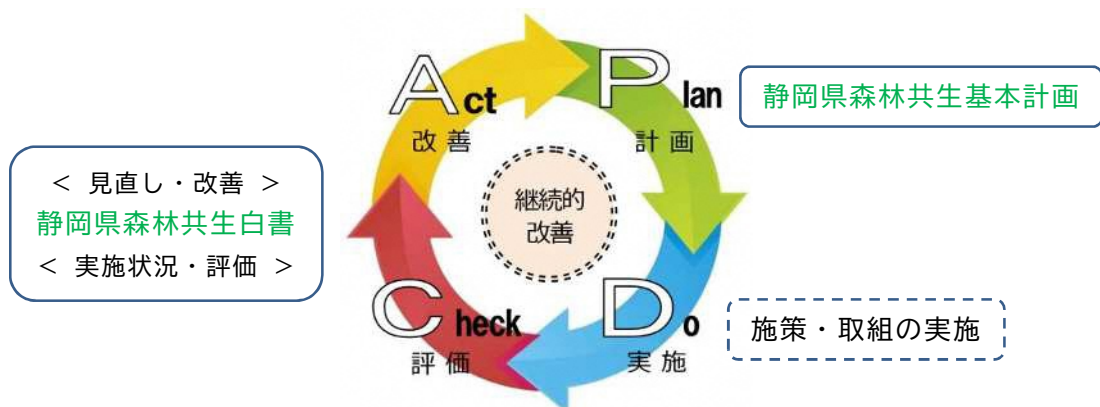 Act
改善
Plan
計画
静岡県森林共生基本計画
＜ 見直し・改善 ＞
静岡県森林共生白書
＜ 実施状況・評価 ＞
継続的
改善
Check
評価
Do
実施
施策・取組の実施